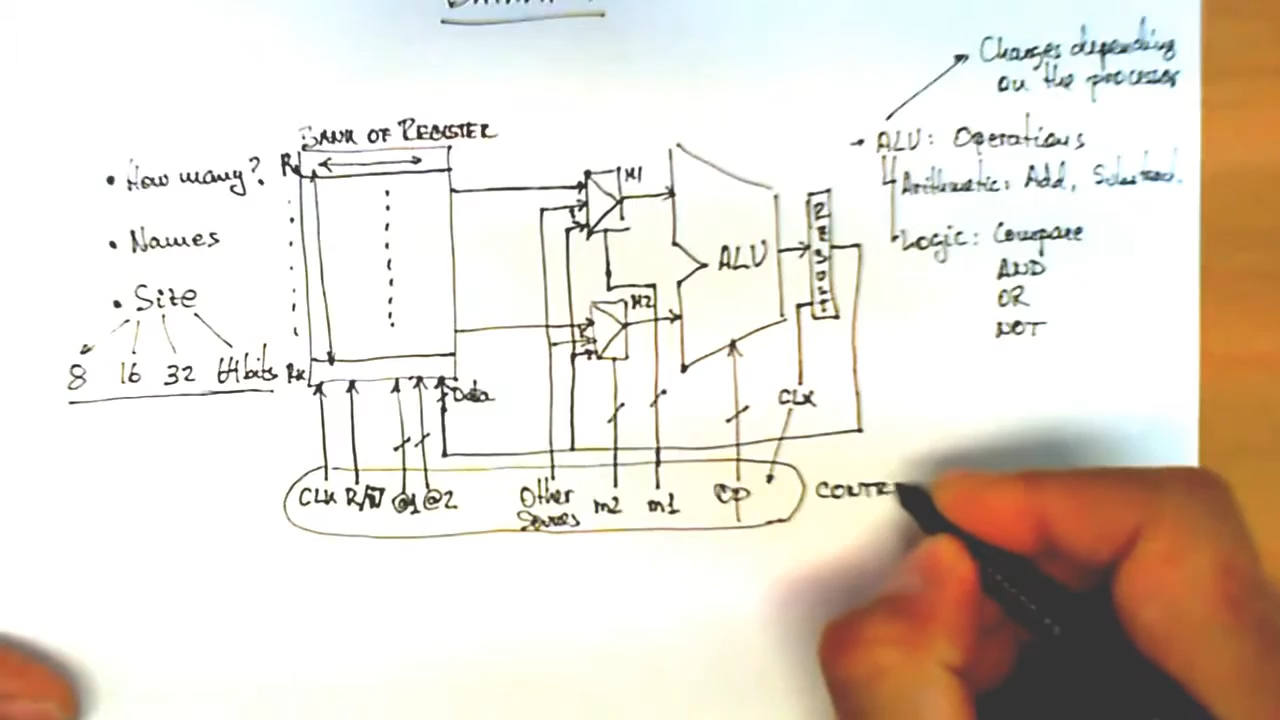 Changes depending
on the processor
BANK OF REGISTER
→ ALU: Operations
• How many?
M1
Arithmetic: Add, Substract.
• Names
Logic: Compare
AND
OR
NOT
ALU
RESULT
• Size
M2
8 16 32 64bits
Rx
Data
CLK
CLK R/W @1 @2
Other
m2 m1 OP
CONTR